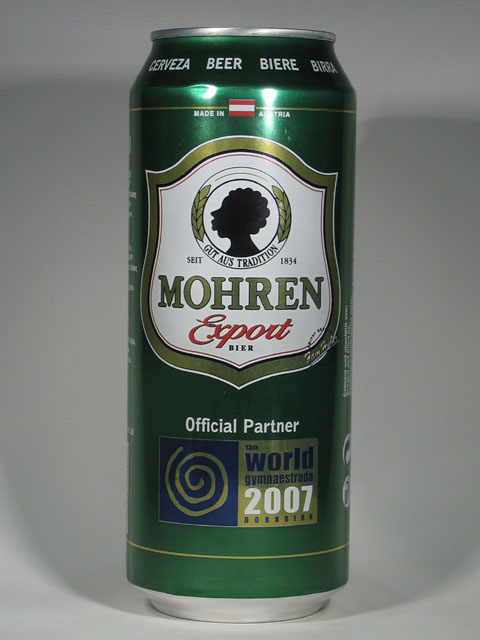 CERVEZA BEER BIERE BIRRA
MADE IN AUSTRIA
GUT AUS TRADITION
SEIT 1834
MOHREN
Export
BIER
Official Partner
13th
world
gymnaestrada
2007
DORNBIRN